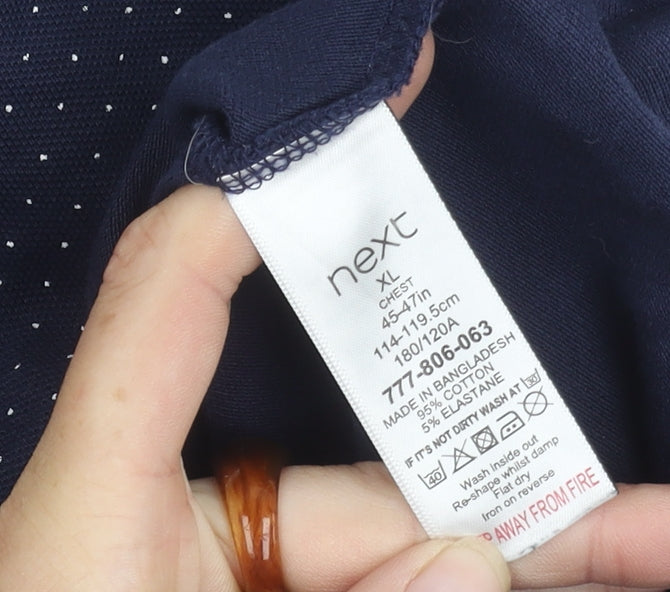 next
XL
CHEST
45-47in
114-119.5cm
180/120A
777-806-063
MADE IN BANGLADESH
95% COTTON
5% ELASTANE
IF IT'S NOT DIRTY WASH AT 30
40
Wash inside out
Re-shape whilst damp
Flat dry
Iron on reverse
AWAY FROM FIRE